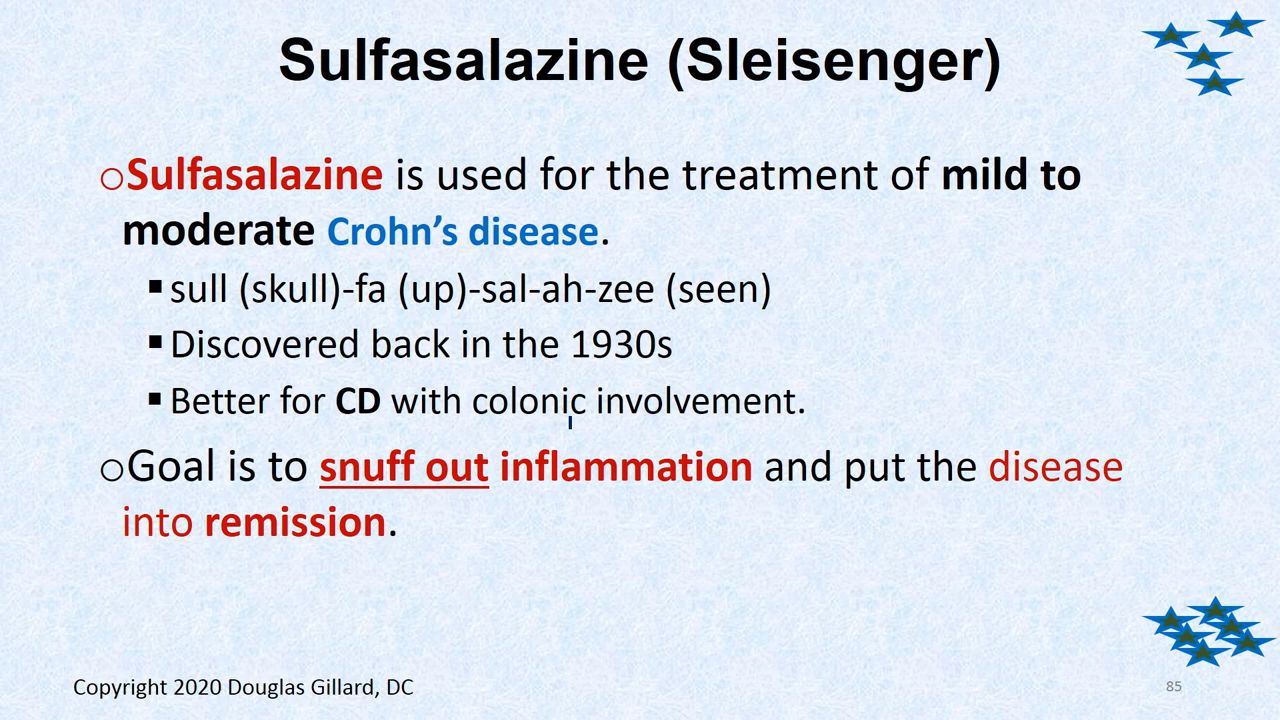 Sulfasalazine (Sleisenger)
oSulfasalazine is used for the treatment of mild to
moderate Crohn’s disease.
▪sull (skull)-fa (up)-sal-ah-zee (seen)
▪Discovered back in the 1930s
▪Better for CD with colonic involvement.
oGoal is to snuff out inflammation and put the disease
into remission.
Copyright 2020 Douglas Gillard, DC
85